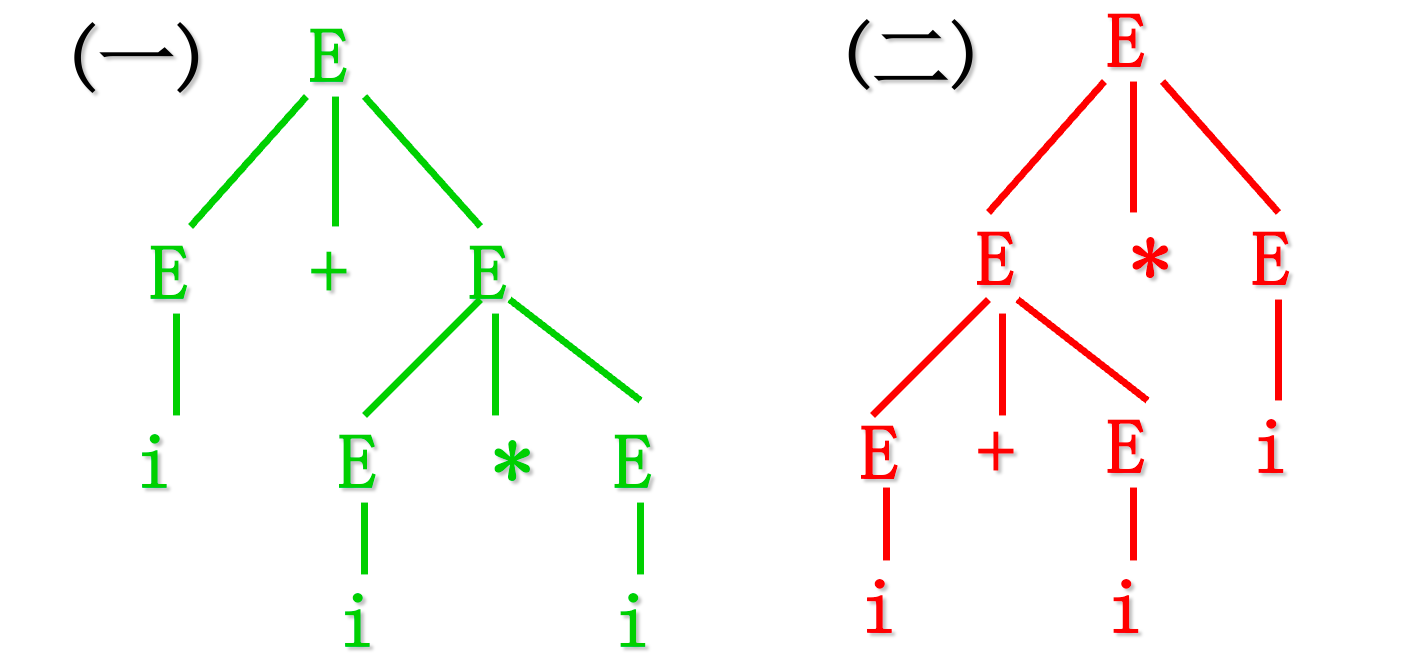 (一) E (二) E
E + E E * E
i E * E E + E i
i i i i